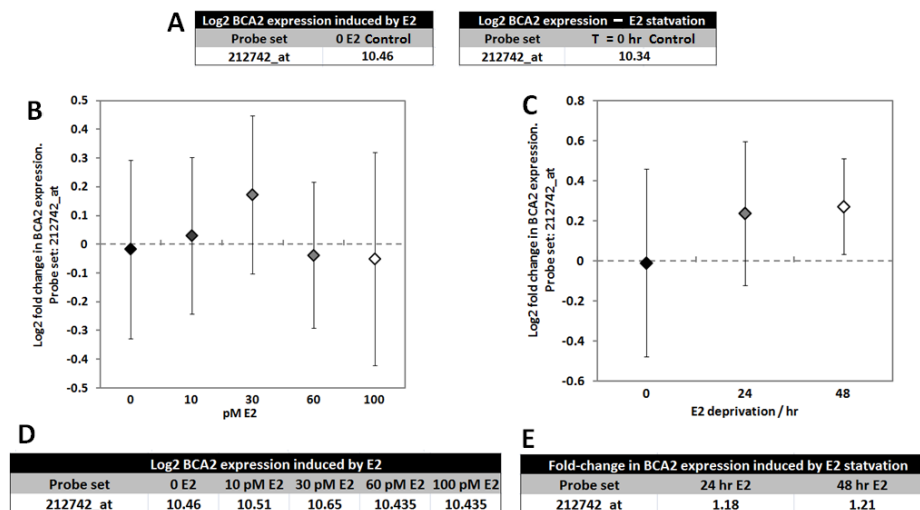 A
Log2 BCA2 expression induced by E2
Probe set 0 E2 Control
212742_at 10.46
Log2 BCA2 expression – E2 statvation
Probe set T = 0 hr Control
212742_at 10.34
B
Log2 fold change in BCA2 expression.
Probe set: 212742_at
0.5
0.4
0.3
0.2
0.1
0
-0.1
-0.2
-0.3
-0.4
-0.5
0 10 30 60 100
pM E2
C
Log2 fold change in BCA2 expression.
Probe set: 212742_at
0.8
0.6
0.4
0.2
0
-0.2
-0.4
-0.6
0 24 48
E2 deprivation / hr
D
Log2 BCA2 expression induced by E2
Probe set 0 E2 10 pM E2 30 pM E2 60 pM E2 100 pM E2
212742_at 10.46 10.51 10.65 10.435 10.435
E
Fold-change in BCA2 expression induced by E2 statvation
Probe set 24 hr E2 48 hr E2
212742_at 1.18 1.21